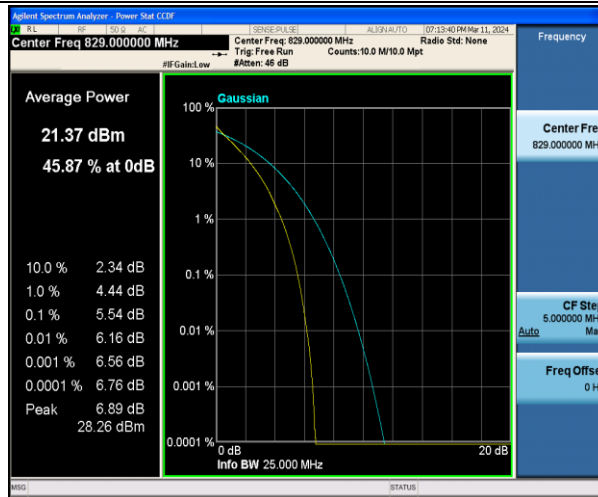 Agilent Spectrum Analyzer - Power Stat CCDF
RL RF 50 Ω AC SENSE:PULSE ALIGN AUTO 07:13:40 PM Mar 11, 2024
Center Freq 829.000000 MHz
Center Freq: 829.000000 MHz Radio Std: None
Trig: Free Run Counts:10.0 M/10.0 Mpt
#IFGain:Low #Atten: 46 dB
Frequency
Average Power
21.37 dBm
45.87 % at 0dB
10.0 % 2.34 dB
1.0 % 4.44 dB
0.1 % 5.54 dB
0.01 % 6.16 dB
0.001 % 6.56 dB
0.0001 % 6.76 dB
Peak 6.89 dB
28.26 dBm
Gaussian
100 %
10 %
1 %
0.1 %
0.01 %
0.001 %
0.0001 %
0 dB 20 dB
Info BW 25.000 MHz
Center Fre
829.000000 MH
CF Ste
5.000000 MH
Auto Ma
Freq Offse
0 H
MSG STATUS